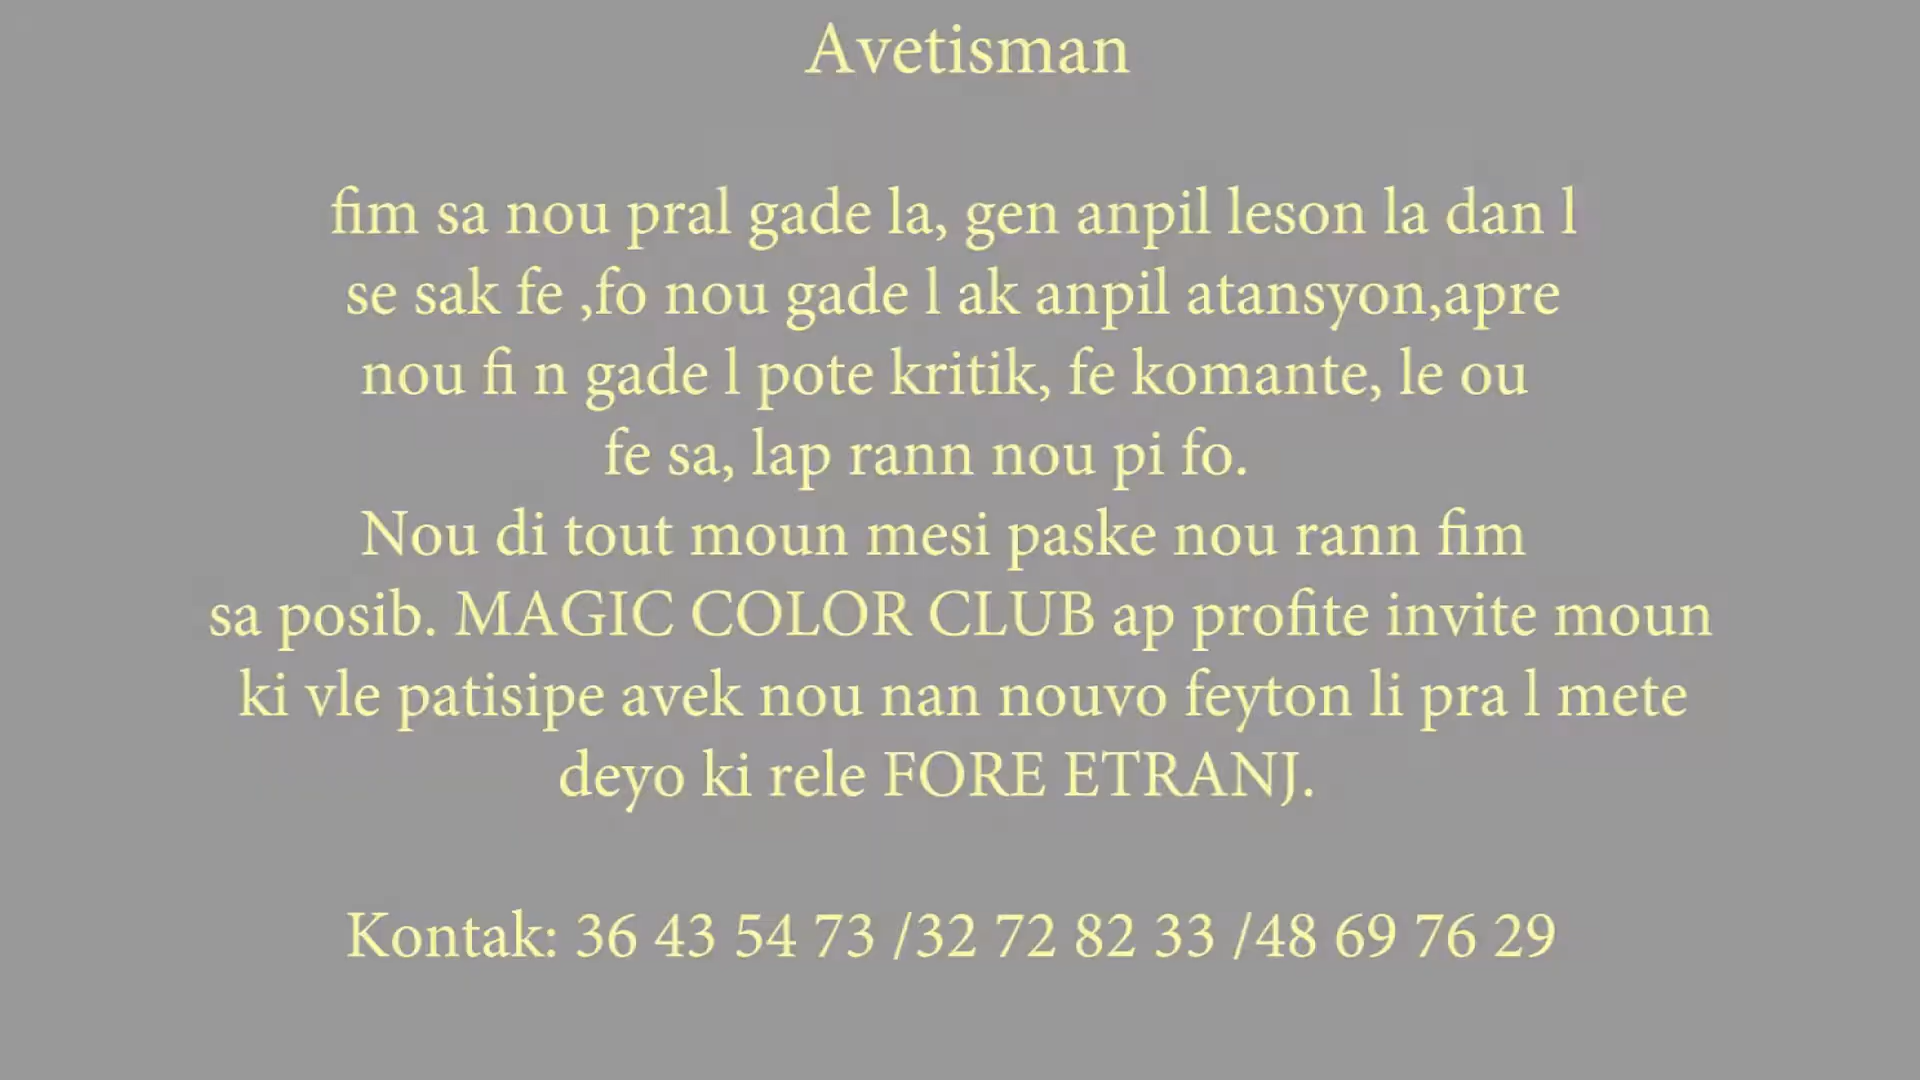 Avetisman
fim sa nou pral gade la, gen anpil leson la dan l
se sak fe ,fo nou gade l ak anpil atansyon,apre
nou fi n gade l pote kritik, fe komante, le ou
fe sa, lap rann nou pi fo.
Nou di tout moun mesi paske nou rann fim
sa posib. MAGIC COLOR CLUB ap profite invite moun
ki vle patisipe avek nou nan nouvo feyton li pra l mete
deyo ki rele FORE ETRANJ.
Kontak: 36 43 54 73 /32 72 82 33 /48 69 76 29